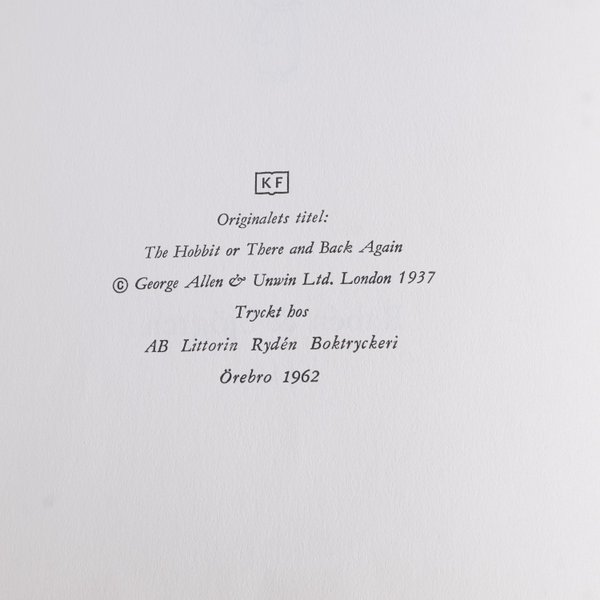 KF
Originalets titel:
The Hobbit or There and Back Again
© George Allen & Unwin Ltd. London 1937
Tryckt hos
AB Littorin Rydén Boktryckeri
Örebro 1962